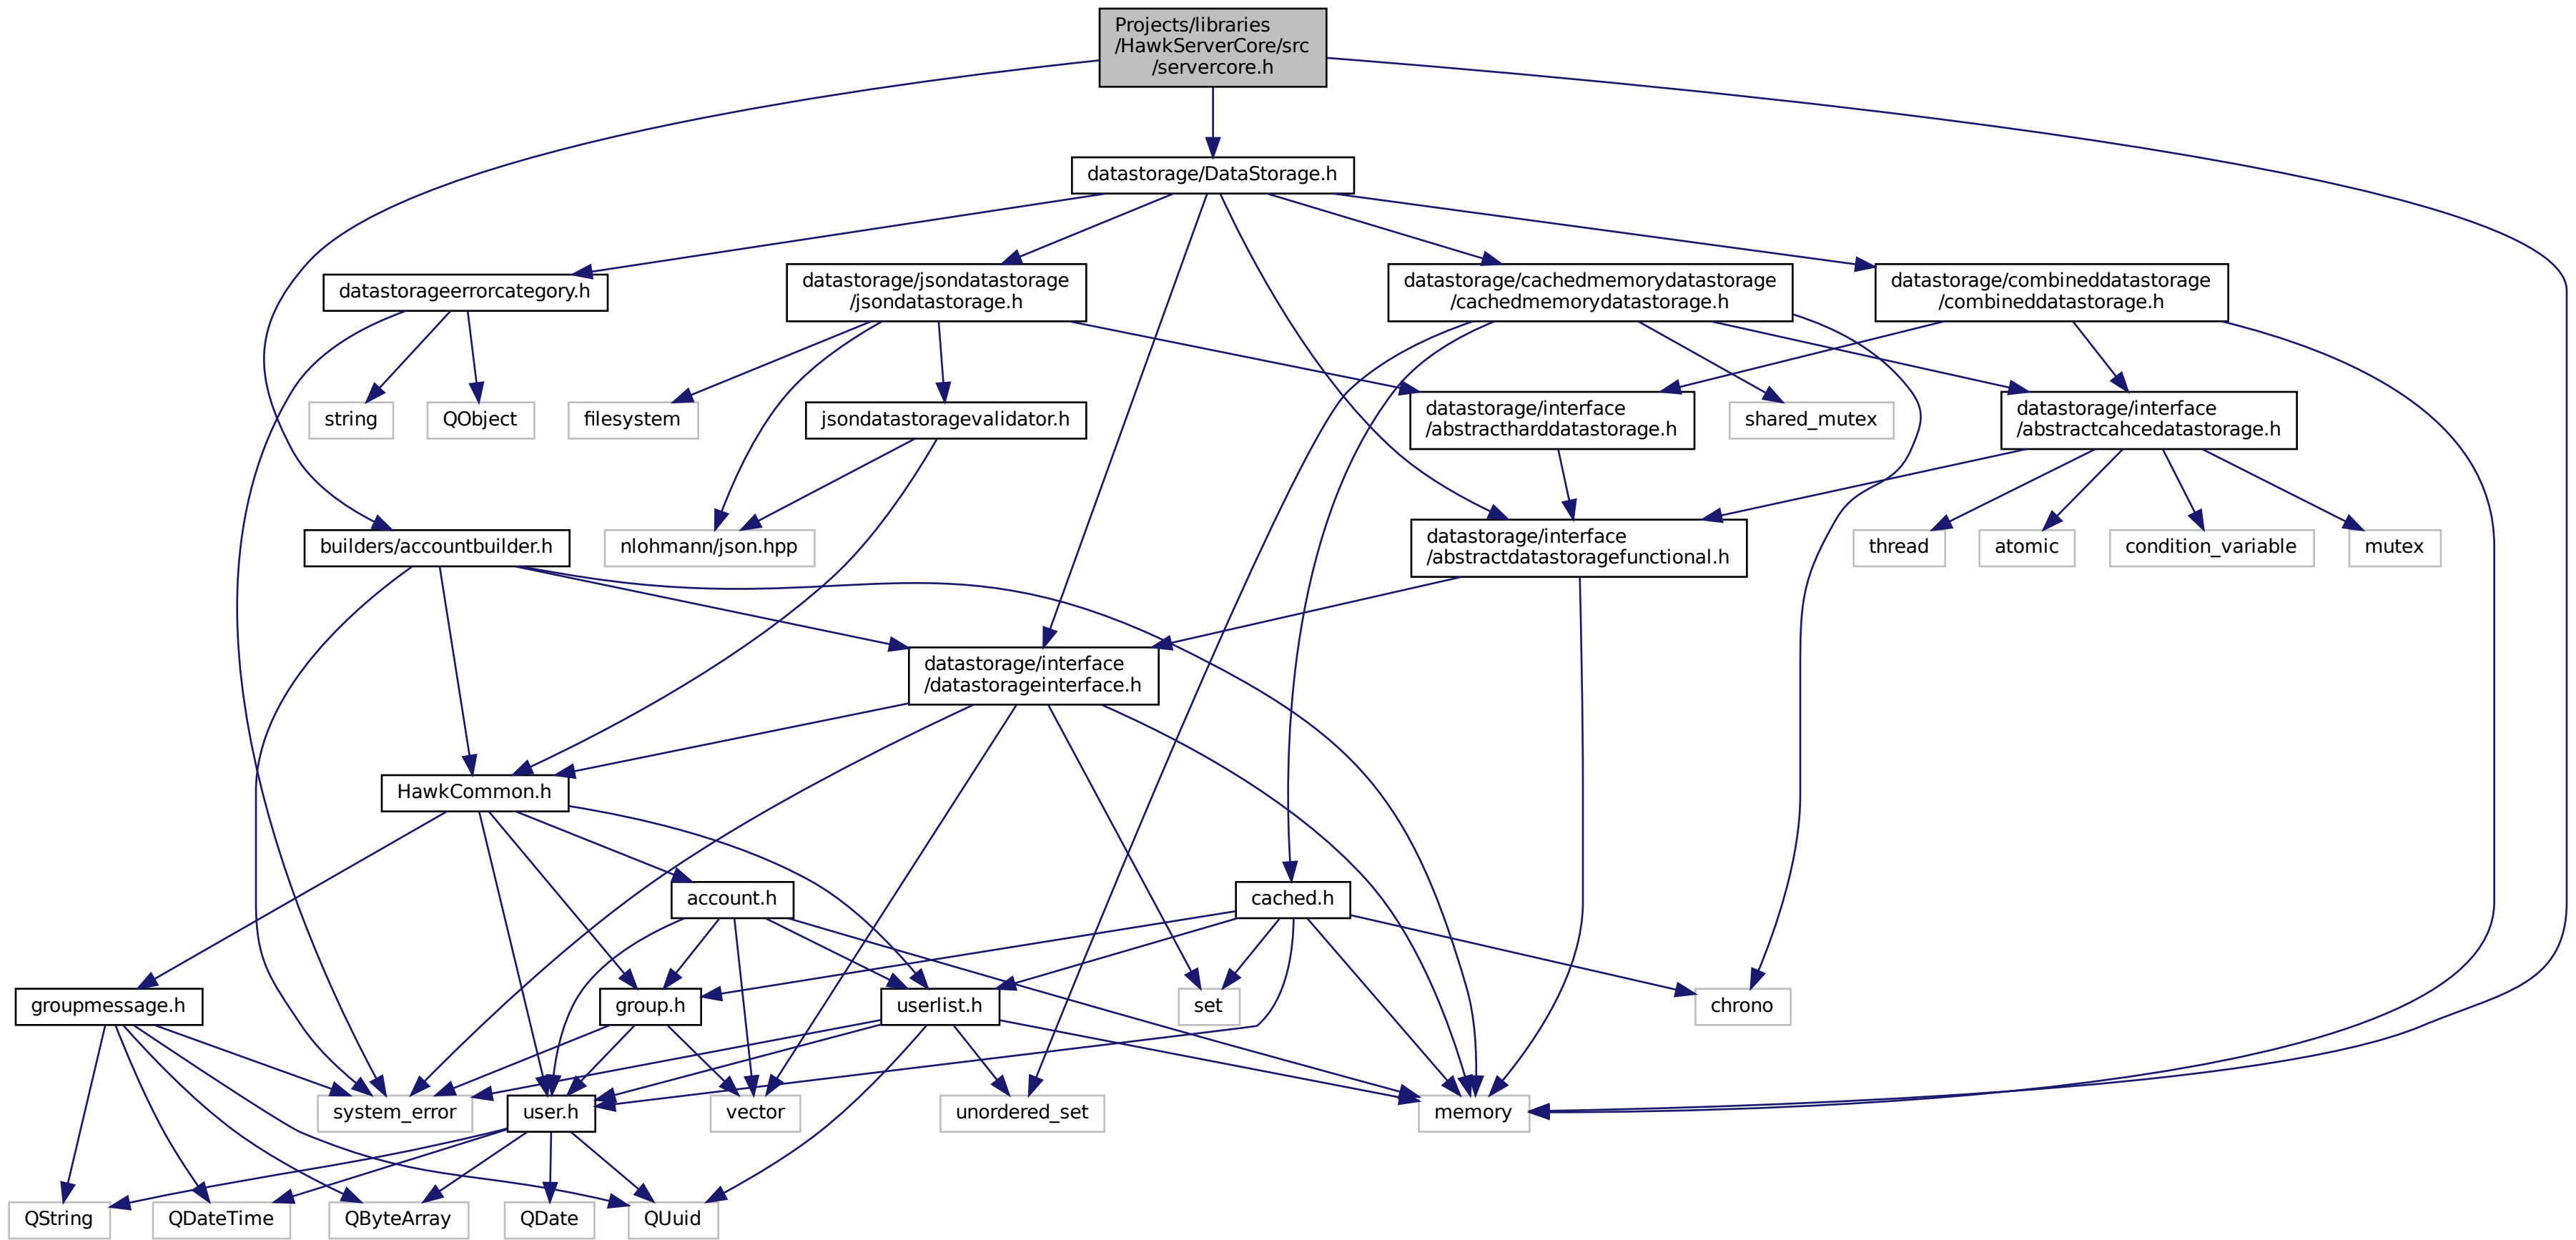 Projects/libraries
/HawkServerCore/src
/servercore.h
datastorage/DataStorage.h
datastorageerrorcategory.h
datastorage/jsondatastorage
/jsondatastorage.h
datastorage/cachedmemorydatastorage
/cachedmemorydatastorage.h
datastorage/combineddatastorage
/combineddatastorage.h
string
QObject
filesystem
jsondatastoragevalidator.h
datastorage/interface
/abstractharddatastorage.h
shared_mutex
datastorage/interface
/abstractcahcedatastorage.h
builders/accountbuilder.h
nlohmann/json.hpp
datastorage/interface
/abstractdatastoragefunctional.h
thread
atomic
condition_variable
mutex
datastorage/interface
/datastorageinterface.h
HawkCommon.h
account.h
cached.h
groupmessage.h
group.h
userlist.h
set
chrono
system_error
user.h
vector
unordered_set
memory
QString
QDateTime
QByteArray
QDate
QUuid